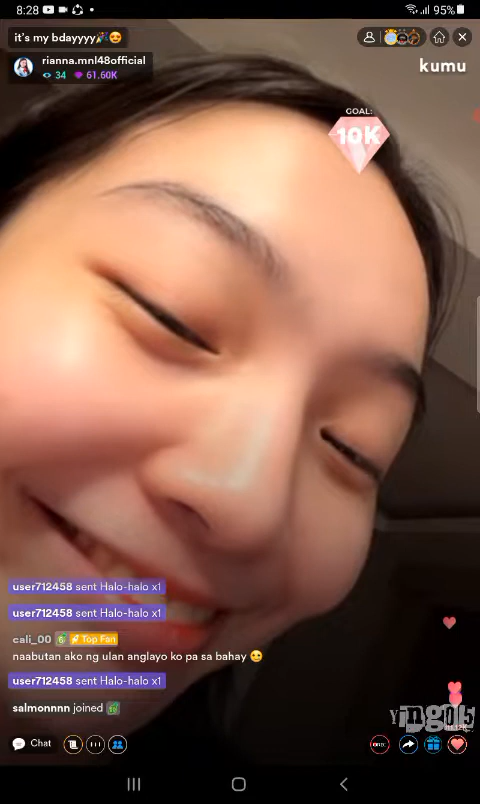 8:28
95%
it's my bdayyyy🎉😍
rianna.mnl48official
34
61.60K
kumu
GOAL:
10K
user712458 sent Halo-halo x1
user712458 sent Halo-halo x1
cali_00 Top Fan
naabutan ako ng ulan anglayo ko pa sa bahay 😉
user712458 sent Halo-halo x1
salmonnnn joined
Chat